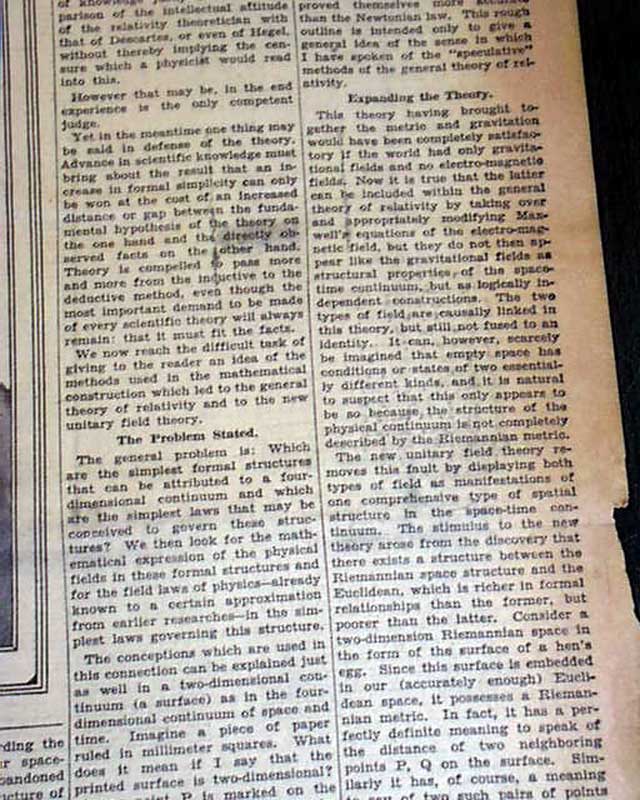 of knowledge
parison of the intellectual attitude
of the relativity theoretician with
that of Descartes, or even of Hegel,
without thereby implying the cen-
sure which a physicist would read
into this.
However that may be, in the end
experience is the only competent
judge.
Yet in the meantime one thing may
be said in defense of the theory.
Advance in scientific knowledge must
bring about the result that an in-
crease in formal simplicity can only
be won at the cost of an increased
distance or gap between the funda-
mental hypothesis of the theory on
the one hand and the directly ob-
served facts on the other hand.
Theory is compelled to pass more
and more from the inductive to the
deductive method, even though the
most important demand to be made
of every scientific theory will always
remain: that it must fit the facts.
We now reach the difficult task of
giving to the reader an idea of the
methods used in the mathematical
construction which led to the general
theory of relativity and to the new
unitary field theory.
The Problem Stated.
The general problem is: Which
are the simplest formal structures
that can be attributed to a four-
dimensional continuum and which
are the simplest laws that may be
conceived to govern these struc-
tures? We then look for the math-
ematical expression of the physical
fields in these formal structures and
for the field laws of physics—already
known to a certain approximation
from earlier researches—in the sim-
plest laws governing this structure.
The conceptions which are used in
this connection can be explained just
as well in a two-dimensional con-
tinuum (a surface) as in the four-
dimensional continuum of space and
time. Imagine a piece of paper
ruled in millimeter squares. What
does it mean if I say that the
printed surface is two-dimensional?
point P is marked on the
proved themselves more accurate
than the Newtonian law. This rough
outline is intended only to give a
general idea of the sense in which
I have spoken of the "speculative"
methods of the general theory of rel-
ativity.
Expanding the Theory.
This theory having brought to-
gether the metric and gravitation
would have been completely satisfac-
tory if the world had only gravita-
tional fields and no electro-magnetic
fields. Now it is true that the latter
can be included within the general
theory of relativity by taking over
and appropriately modifying Max-
well's equations of the electro-mag-
netic field, but they do not then ap-
pear like the gravitational fields as
structural properties of the space-
time continuum, but as logically in-
dependent constructions. The two
types of field are causally linked in
this theory, but still not fused to an
identity. It can, however, scarcely
be imagined that empty space has
conditions or states of two essential-
ly different kinds, and it is natural
to suspect that this only appears to
be so because the structure of the
physical continuum is not completely
described by the Riemannian metric.
The new unitary field theory re-
moves this fault by displaying both
types of field as manifestations of
one comprehensive type of spatial
structure in the space-time con-
tinuum. The stimulus to the new
theory arose from the discovery that
there exists a structure between the
Riemannian space structure and the
Euclidean, which is richer in formal
relationships than the former, but
poorer than the latter. Consider a
two-dimensional Riemannian space in
the form of the surface of a hen's
egg. Since this surface is embedded
in our (accurately enough) Eucli-
dean space, it possesses a Rieman-
nian metric. In fact, it has a per-
fectly definite meaning to speak of
the distance of two neighboring
points P, Q on the surface. Sim-
ilarly it has, of course, a meaning
to say of two such pairs of points
rding the
r space-
bandoned
ucture of